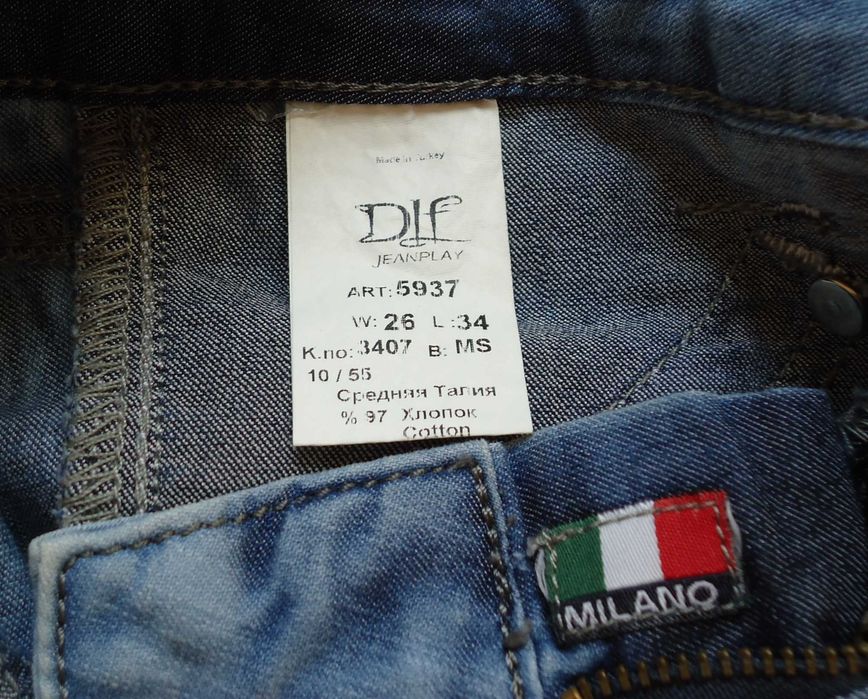 Made in Turkey
Dlf
JEANPLAY
ART: 5937
W: 26 L: 34
K.no: 3407 B: MS
10 / 55
Средняя Талия
% 97 Хлопок
Cotton
MILANO